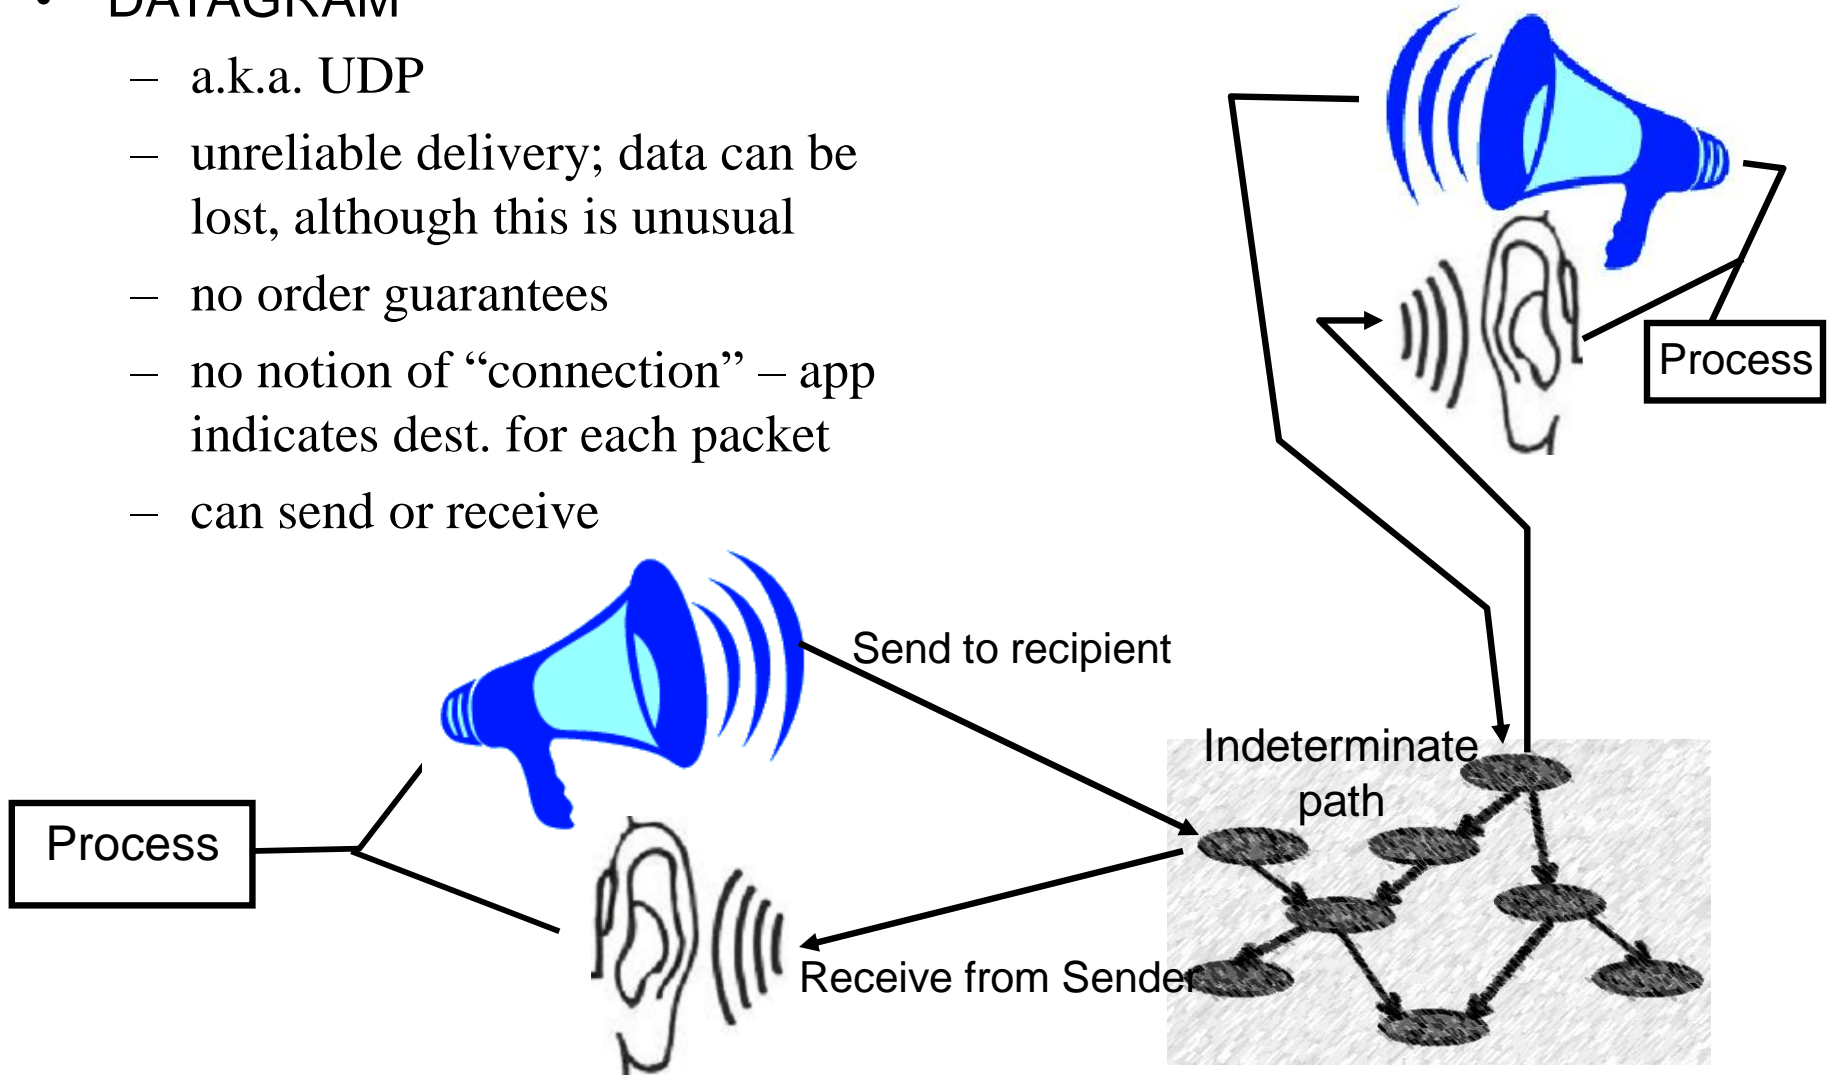 • DATAGRAM
– a.k.a. UDP
– unreliable delivery; data can be
lost, although this is unusual
– no order guarantees
– no notion of “connection” – app
indicates dest. for each packet
– can send or receive
Process
Send to recipient
Indeterminate
path
Process
Receive from Sender